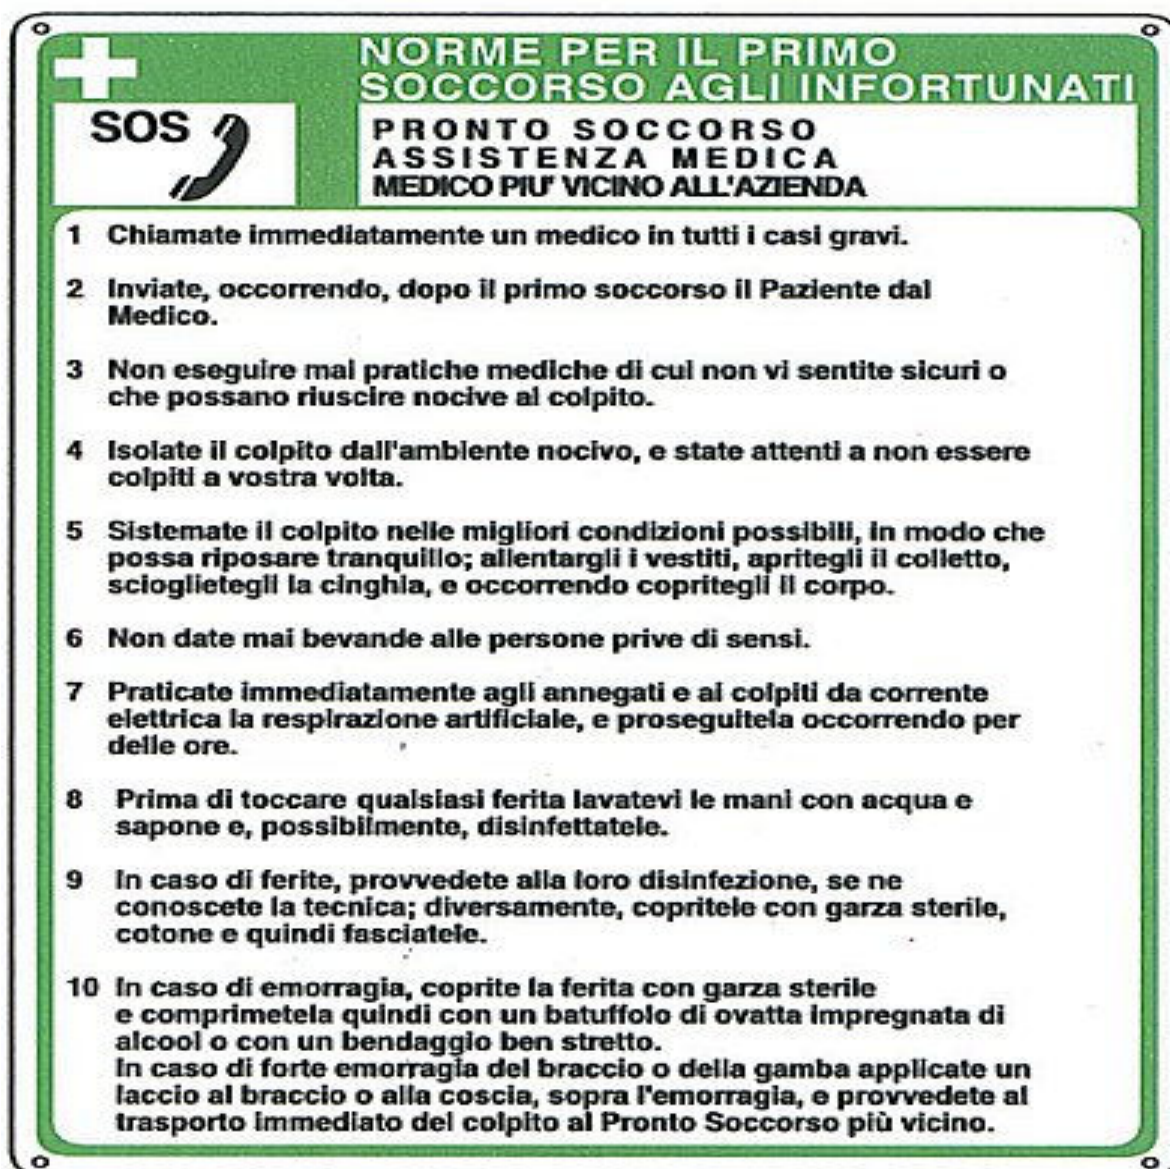 NORME PER IL PRIMO
SOCCORSO AGLI INFORTUNATI
SOS
PRONTO SOCCORSO
ASSISTENZA MEDICA
MEDICO PIU' VICINO ALL'AZIENDA
1 Chiamate immediatamente un medico in tutti i casi gravi.
2 Inviate, occorrendo, dopo il primo soccorso il Paziente dal
Medico.
3 Non eseguire mai pratiche mediche di cui non vi sentite sicuri o
che possano riuscire nocive al colpito.
4 Isolate il colpito dall'ambiente nocivo, e state attenti a non essere
colpiti a vostra volta.
5 Sistemate il colpito nelle migliori condizioni possibili, in modo che
possa riposare tranquillo; allentargli i vestiti, apritegli il colletto,
scioglietegli la cinghia, e occorrendo copritegli il corpo.
6 Non date mai bevande alle persone prive di sensi.
7 Praticate immediatamente agli annegati e ai colpiti da corrente
elettrica la respirazione artificiale, e proseguitela occorrendo per
delle ore.
8 Prima di toccare qualsiasi ferita lavatevi le mani con acqua e
sapone e, possibilmente, disinfettatele.
9 In caso di ferite, provvedete alla loro disinfezione, se ne
conoscete la tecnica; diversamente, copritele con garza sterile,
cotone e quindi fasciatele.
10 In caso di emorragia, coprite la ferita con garza sterile
e comprimetela quindi con un batuffolo di ovatta impregnata di
alcool o con un bendaggio ben stretto.
In caso di forte emorragia del braccio o della gamba applicate un
laccio al braccio o alla coscia, sopra l'emorragia, e provvedete al
trasporto immediato del colpito al Pronto Soccorso più vicino.